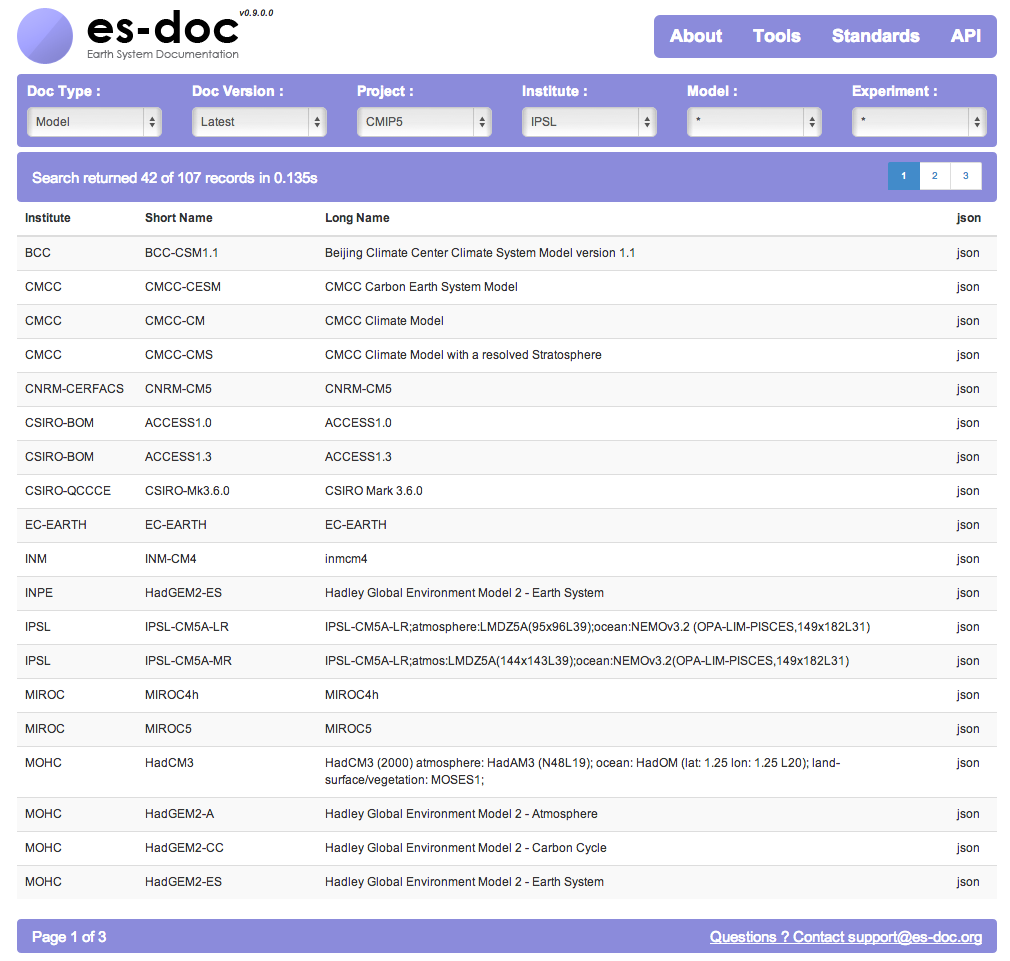 es-doc v0.9.0.0
Earth System Documentation
About Tools Standards API
Doc Type : Doc Version : Project : Institute : Model : Experiment :
Model Latest CMIP5 IPSL * *
Search returned 42 of 107 records in 0.135s 1 2 3
Institute Short Name Long Name json
BCC BCC-CSM1.1 Beijing Climate Center Climate System Model version 1.1 json
CMCC CMCC-CESM CMCC Carbon Earth System Model json
CMCC CMCC-CM CMCC Climate Model json
CMCC CMCC-CMS CMCC Climate Model with a resolved Stratosphere json
CNRM-CERFACS CNRM-CM5 CNRM-CM5 json
CSIRO-BOM ACCESS1.0 ACCESS1.0 json
CSIRO-BOM ACCESS1.3 ACCESS1.3 json
CSIRO-QCCCE CSIRO-Mk3.6.0 CSIRO Mark 3.6.0 json
EC-EARTH EC-EARTH EC-EARTH json
INM INM-CM4 inmcm4 json
INPE HadGEM2-ES Hadley Global Environment Model 2 - Earth System json
IPSL IPSL-CM5A-LR IPSL-CM5A-LR;atmosphere:LMDZ5A(95x96L39);ocean:NEMOv3.2 (OPA-LIM-PISCES,149x182L31) json
IPSL IPSL-CM5A-MR IPSL-CM5A-LR;atmos:LMDZ5A(144x143L39);ocean:NEMOv3.2(OPA-LIM-PISCES,149x182L31) json
MIROC MIROC4h MIROC4h json
MIROC MIROC5 MIROC5 json
MOHC HadCM3 HadCM3 (2000) atmosphere: HadAM3 (N48L19); ocean: HadOM (lat: 1.25 lon: 1.25 L20); land- json
surface/vegetation: MOSES1;
MOHC HadGEM2-A Hadley Global Environment Model 2 - Atmosphere json
MOHC HadGEM2-CC Hadley Global Environment Model 2 - Carbon Cycle json
MOHC HadGEM2-ES Hadley Global Environment Model 2 - Earth System json
Page 1 of 3 Questions ? Contact support@es-doc.org